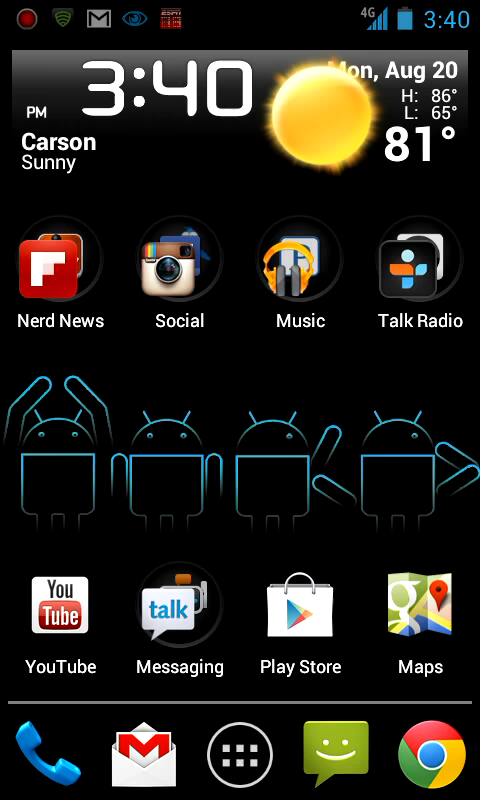 4G 3:40
3:40
PM
Mon, Aug 20
H: 86°
L: 65°
81°
Carson
Sunny
Nerd News Social Music Talk Radio
You
Tube
talk
g
YouTube Messaging Play Store Maps